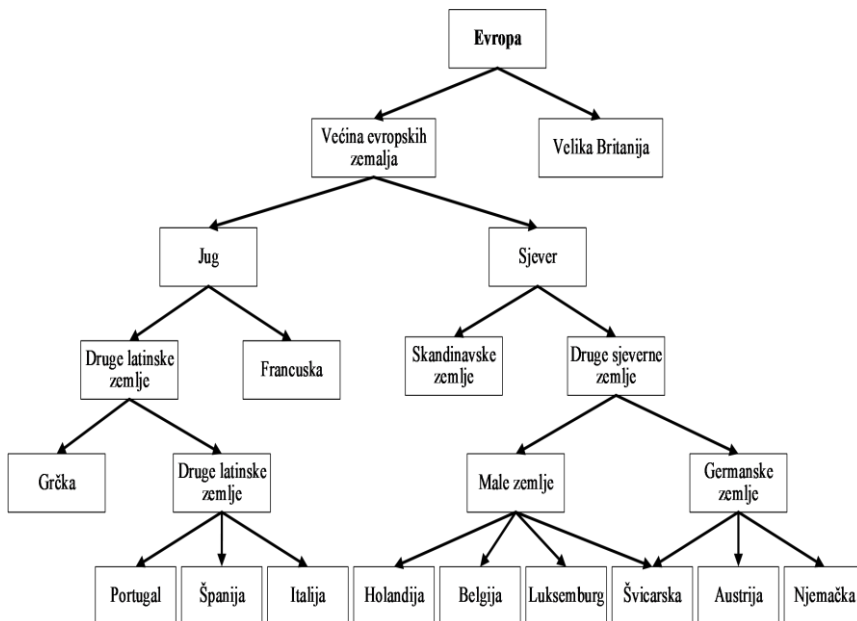 Evropa
Većina evropskih
zemalja
Velika Britanija
Jug
Sjever
Druge latinske
zemlje
Francuska
Skandinavske
zemlje
Druge sjeverne
zemlje
Grčka
Druge latinske
zemlje
Male zemlje
Germanske
zemlje
Portugal
Španija
Italija
Holandija
Belgija
Luksemburg
Švicarska
Austrija
Njemačka